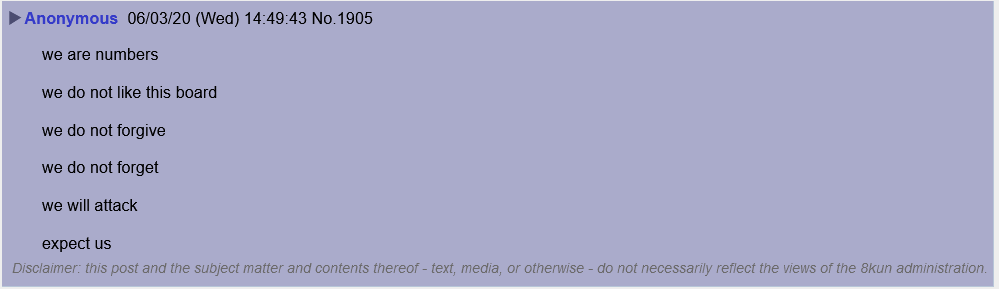 Anonymous 06/03/20 (Wed) 14:49:43 No.1905
we are numbers
we do not like this board
we do not forgive
we do not forget
we will attack
expect us
Disclaimer: this post and the subject matter and contents thereof - text, media, or otherwise - do not necessarily reflect the views of the 8kun administration.